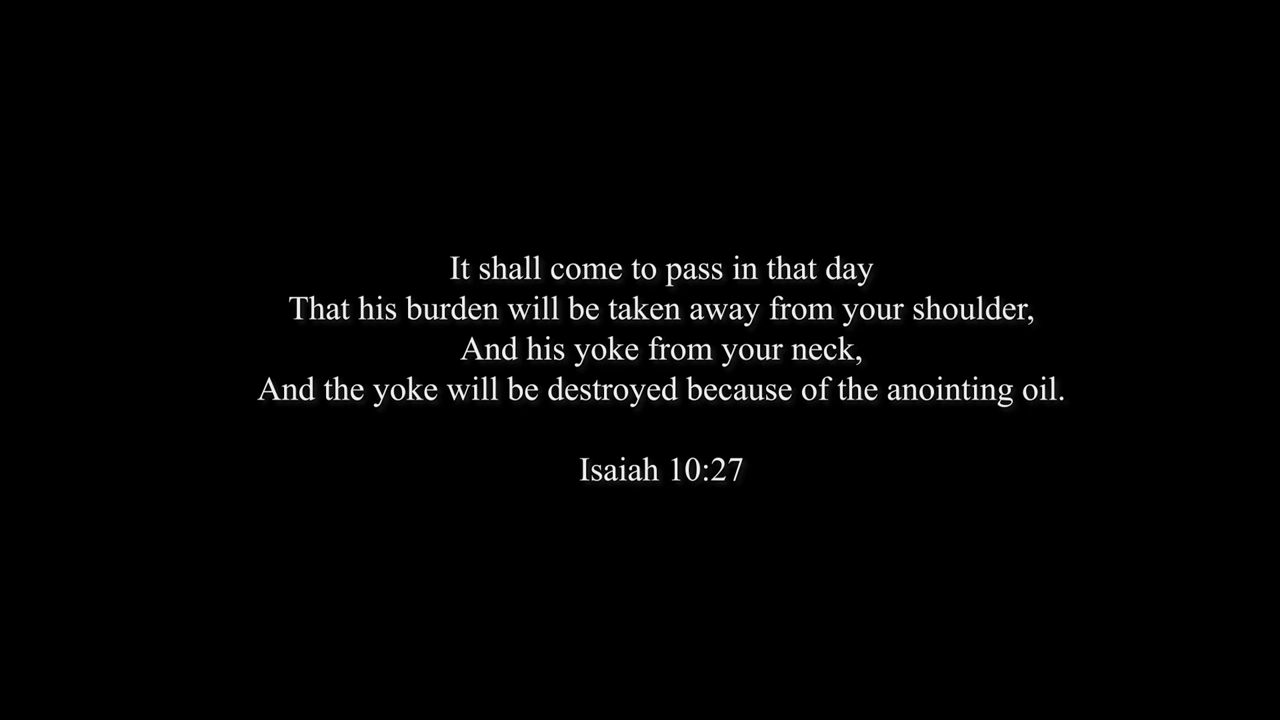 It shall come to pass in that day
That his burden will be taken away from your shoulder,
And his yoke from your neck,
And the yoke will be destroyed because of the anointing oil.
Isaiah 10:27